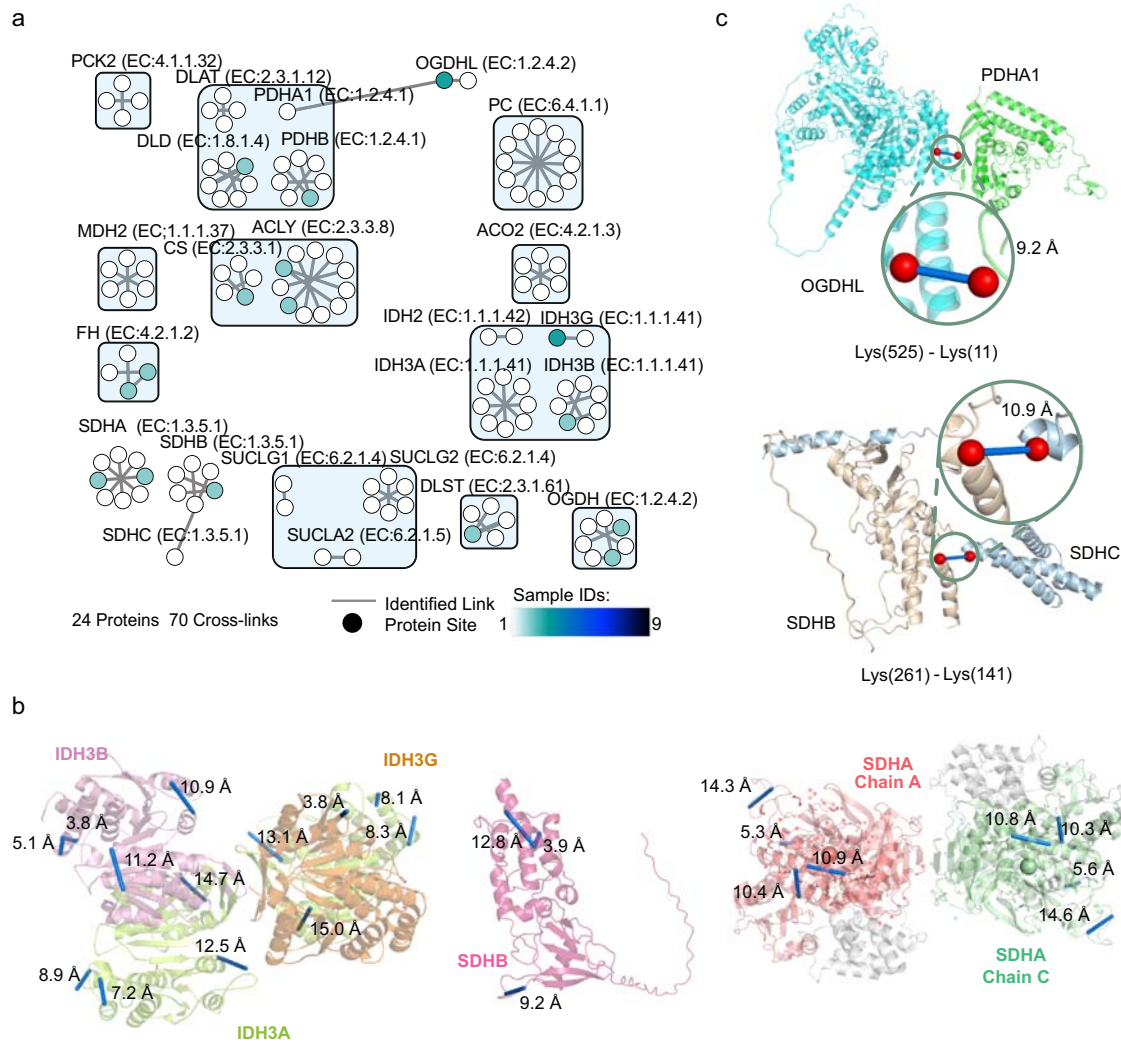 a
PCK2 (EC:4.1.1.32)
DLAT (EC:2.3.1.12)
PDHA1 (EC:1.2.4.1)
OGDHL (EC:1.2.4.2)
PC (EC:6.4.1.1)
DLD (EC:1.8.1.4)
PDHB (EC:1.2.4.1)
MDH2 (EC;1.1.1.37)
CS (EC:2.3.3.1)
ACLY (EC:2.3.3.8)
ACO2 (EC:4.2.1.3)
FH (EC:4.2.1.2)
IDH2 (EC:1.1.1.42)
IDH3G (EC:1.1.1.41)
IDH3A (EC:1.1.1.41)
IDH3B (EC:1.1.1.41)
SDHA (EC:1.3.5.1)
SDHB (EC:1.3.5.1)
SUCLG1 (EC:6.2.1.4)
SUCLG2 (EC:6.2.1.4)
DLST (EC:2.3.1.61)
OGDH (EC:1.2.4.2)
SDHC (EC:1.3.5.1)
SUCLA2 (EC:6.2.1.5)
24 Proteins 70 Cross-links
Identified Link
Protein Site
Sample IDs:
1
9
c
PDHA1
9.2 Å
OGDHL
Lys(525) - Lys(11)
10.9 Å
SDHC
SDHB
Lys(261) - Lys(141)
b
IDH3B
10.9 Å
3.8 Å
5.1 Å
11.2 Å
14.7 Å
12.5 Å
8.9 Å
7.2 Å
IDH3A
IDH3G
3.8 Å
8.1 Å
13.1 Å
8.3 Å
15.0 Å
12.8 Å
3.9 Å
SDHB
9.2 Å
SDHA
Chain A
14.3 Å
5.3 Å
10.9 Å
10.4 Å
10.8 Å
10.3 Å
5.6 Å
14.6 Å
SDHA
Chain C